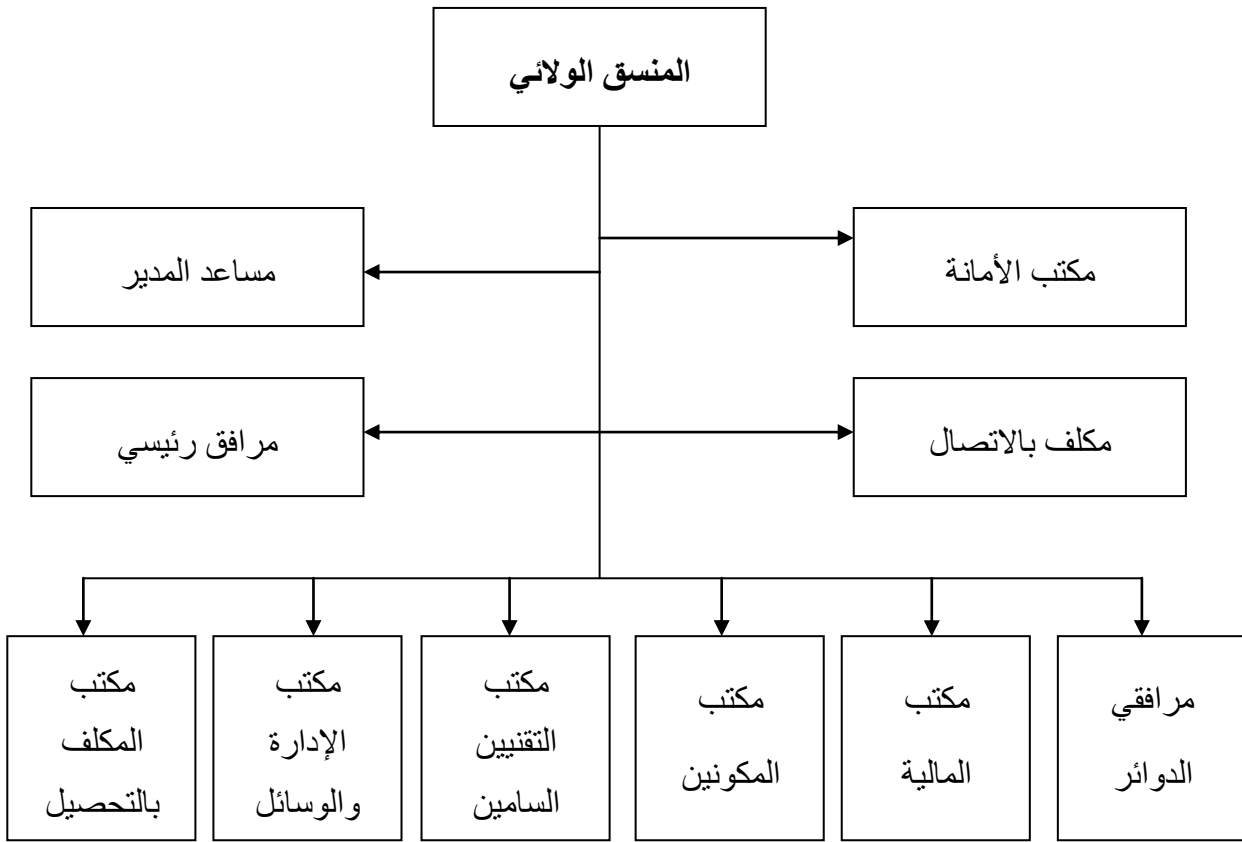 المنسق الولائي
مكتب الأمانة
مساعد المدير
مكلف بالاتصال
مرافق رئيسي
مرافقي
الدوائر
مكتب
المالية
مكتب
المكونين
مكتب
التقنيين
السامين
مكتب
الإدارة
والوسائل
مكتب
المكلف
بالتحصيل